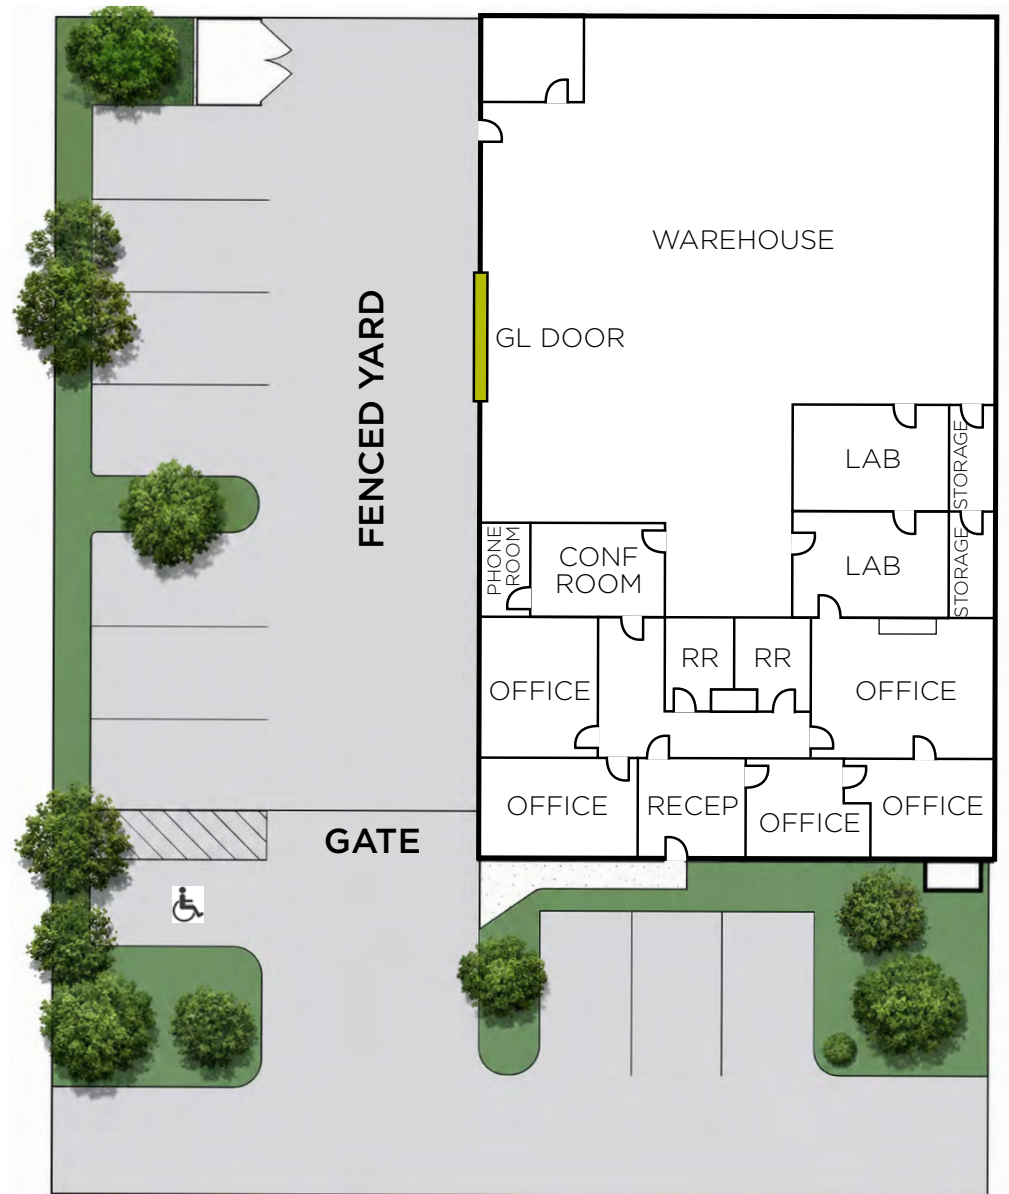 WAREHOUSE
FENCED YARD
GL DOOR
LAB
STORAGE
PHONE
ROOM
CONF
ROOM
LAB
STORAGE
RR
RR
OFFICE
OFFICE
OFFICE
RECEP
OFFICE
OFFICE
GATE